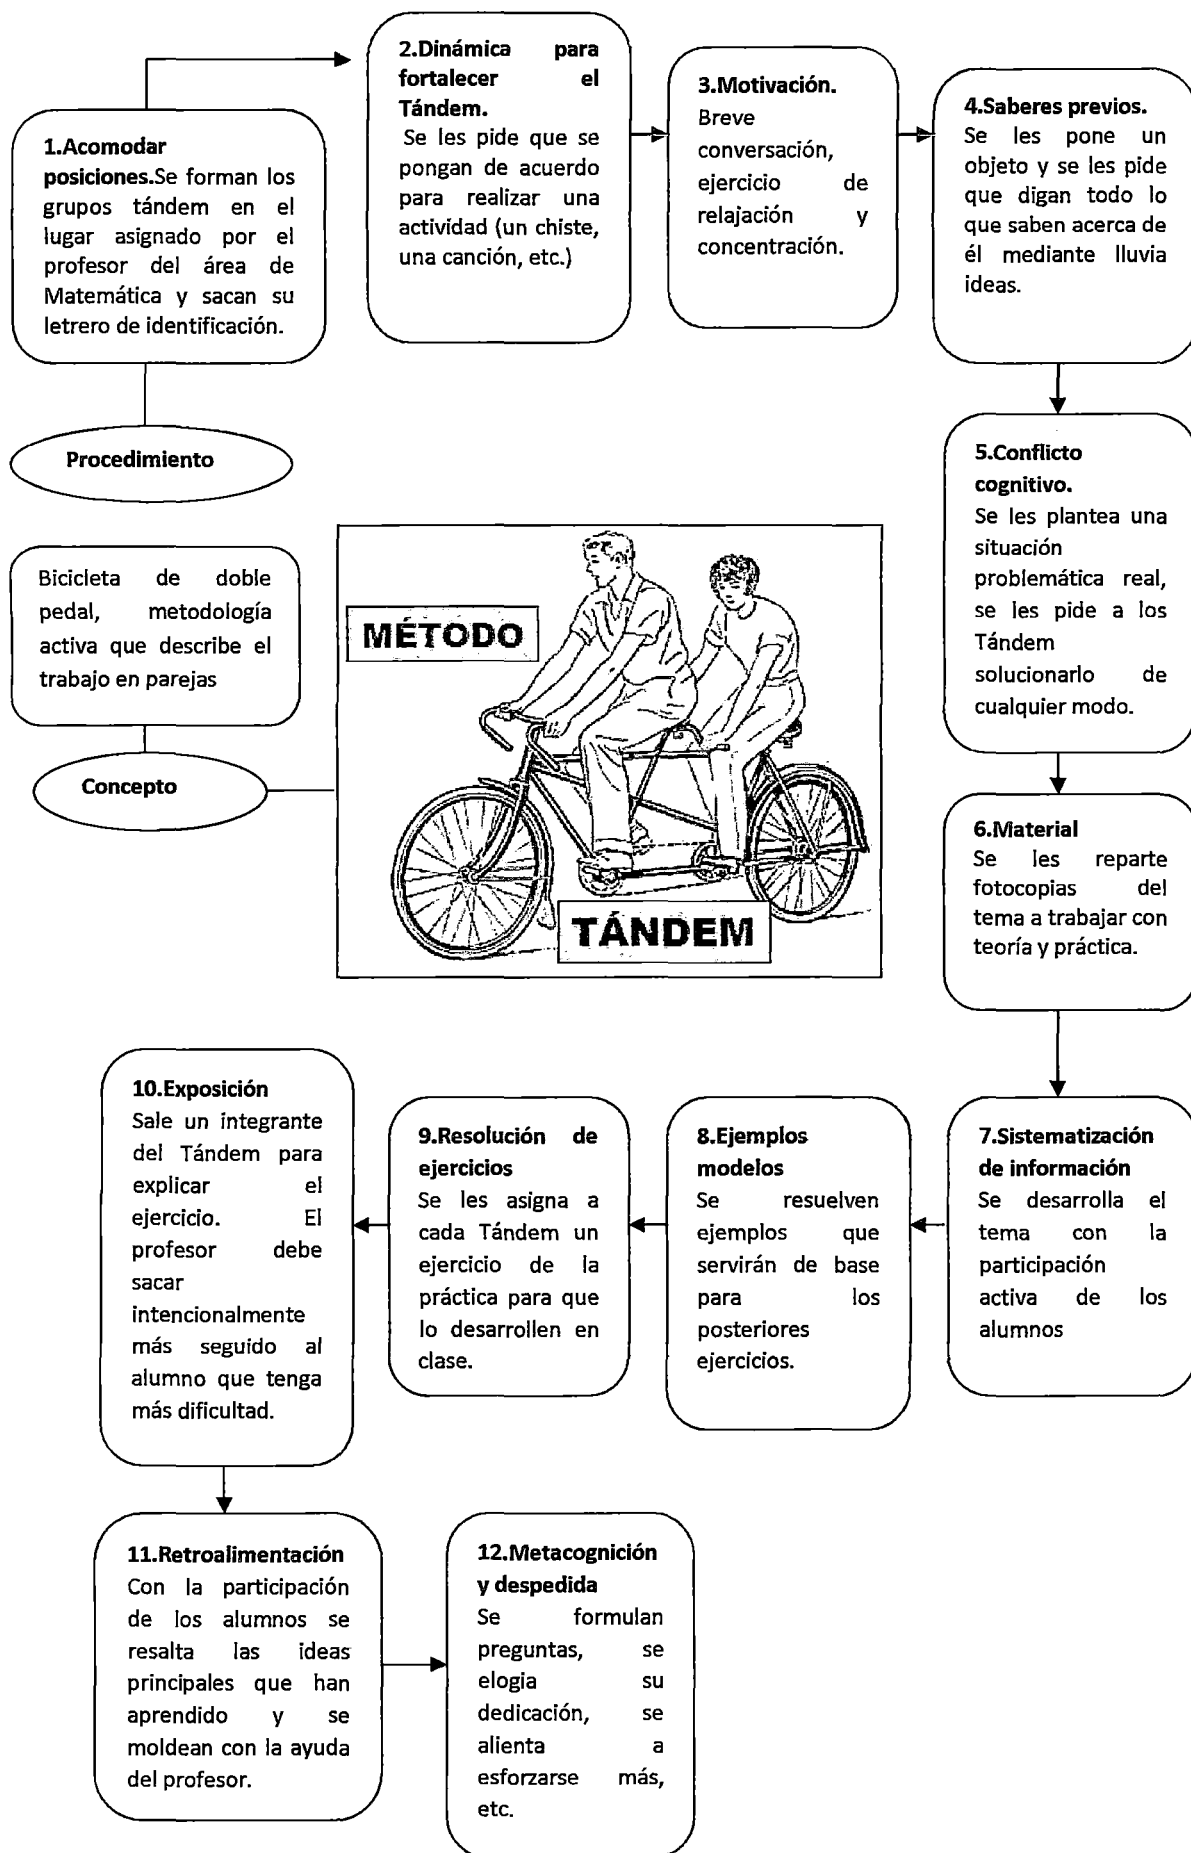 1.Acomodar
posiciones.Se forman los
grupos tándem en el
lugar asignado por el
profesor del área de
Matemática y sacan su
letrero de identificación.
2.Dinámica para
fortalecer el
Tándem.
Se les pide que se
pongan de acuerdo
para realizar una
actividad (un chiste,
una canción, etc.)
3.Motivación.
Breve
conversación,
ejercicio de
relajación y
concentración.
4.Saberes previos.
Se les pone un
objeto y se les pide
que digan todo lo
que saben acerca de
él mediante lluvia
ideas.
Procedimiento
5.Conflicto
cognitivo.
Se les plantea una
situación
problemática real,
se les pide a los
Tándem
solucionarlo de
cualquier modo.
Bicicleta de doble
pedal, metodología
activa que describe el
trabajo en parejas
Concepto
MÉTODO
TÁNDEM
6.Material
Se les reparte
fotocopias del
tema a trabajar con
teoría y práctica.
7.Sistematización
de información
Se desarrolla el
tema con la
participación
activa de los
alumnos
8.Ejemplos
modelos
Se resuelven
ejemplos que
servirán de base
para los
posteriores
ejercicios.
9.Resolución de
ejercicios
Se les asigna a
cada Tándem un
ejercicio de la
práctica para que
lo desarrollen en
clase.
10.Exposición
Sale un integrante
del Tándem para
explicar el
ejercicio. El
profesor debe
sacar
intencionalmente
más seguido al
alumno que tenga
más dificultad.
11.Retroalimentación
Con la participación
de los alumnos se
resalta las ideas
principales que han
aprendido y se
moldean con la ayuda
del profesor.
12.Metacognición
y despedida
Se formulan
preguntas, se
elogia su
dedicación, se
alienta a
esforzarse más,
etc.